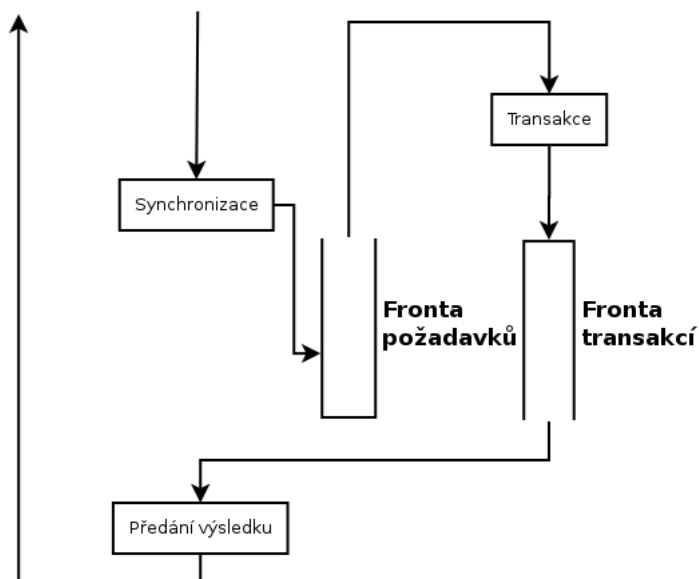 Transakce
Synchronizace
Fronta
požadavků
Fronta
transakcí
Předání výsledku